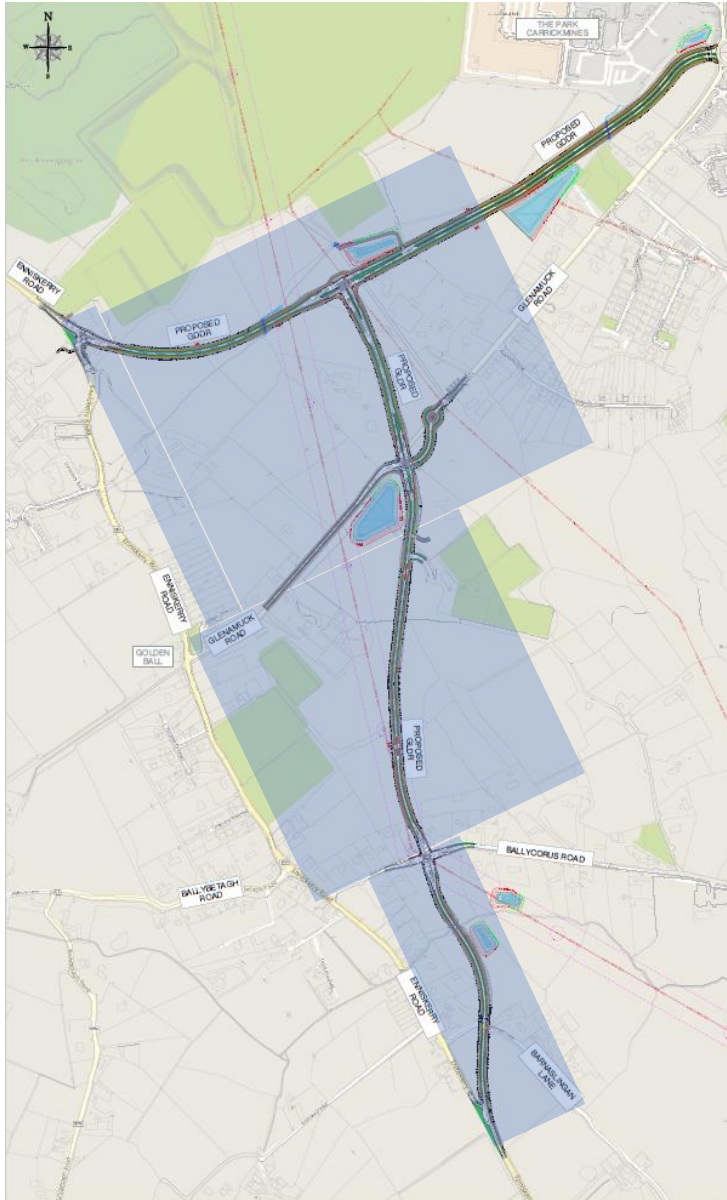 N
W
E
S
THE PARK
CARRICKMINES
PROPOSED
GDDR
ENNISKERRY
ROAD
PROPOSED
GDDR
GLENAMUCK
ROAD
PROPOSED
GLDR
ENNISKERRY
ROAD
GLENAMUCK
ROAD
GOLDEN
BALL
PROPOSED
GLDR
BALLYCORUS ROAD
BALLYBETAGH
ROAD
ENNISKERRY
ROAD
BARNASLINGAN
LANE